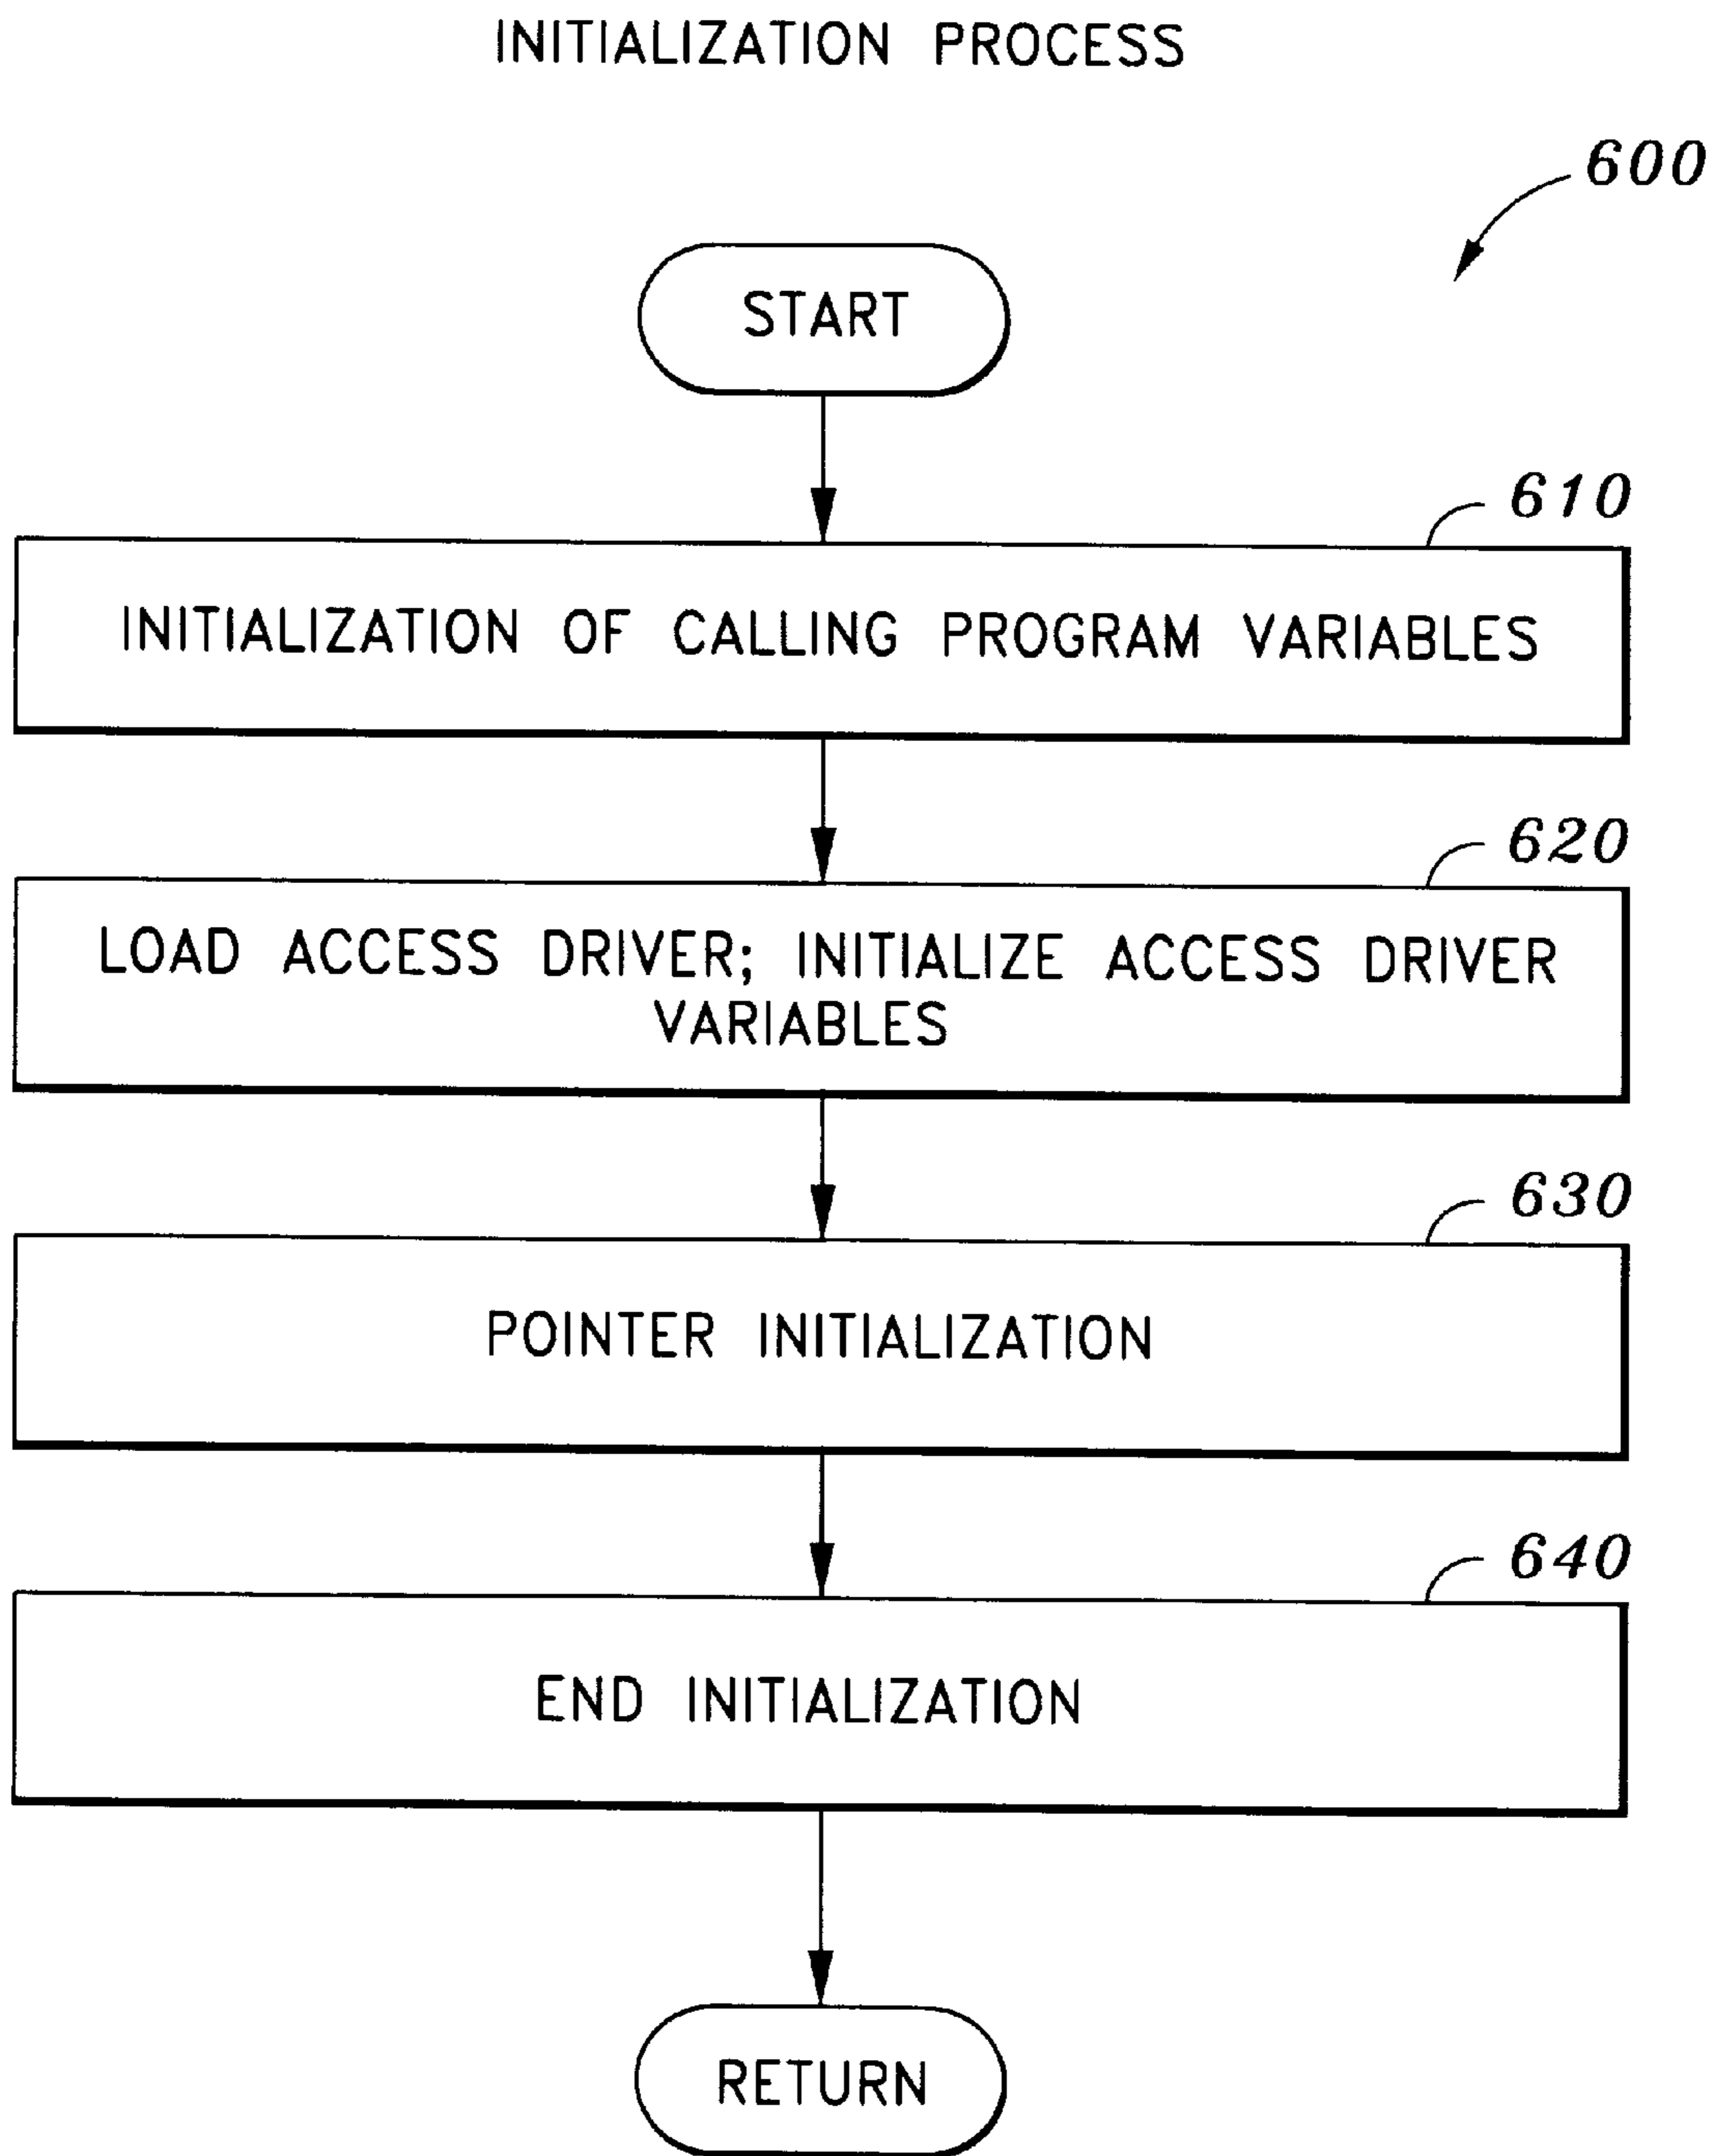 INITIALIZATION PROCESS
600
START
610
INITIALIZATION OF CALLING PROGRAM VARIABLES
620
LOAD ACCESS DRIVER; INITIALIZE ACCESS DRIVER
VARIABLES
630
POINTER INITIALIZATION
640
END INITIALIZATION
RETURN